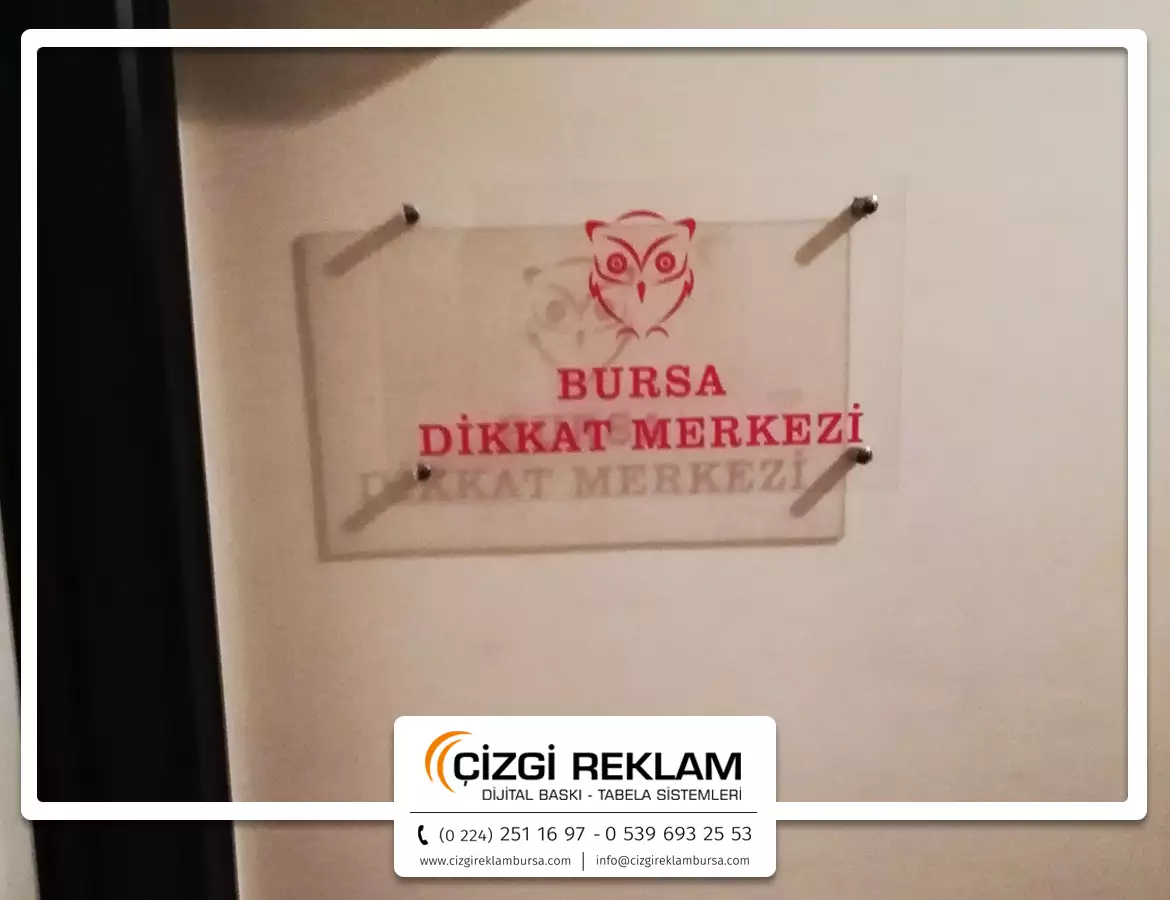 BURSA
DİKKAT MERKEZİ
ÇİZGİ REKLAM
DİJİTAL BASKI - TABELA SİSTEMLERİ
(0 224) 251 16 97 - 0 539 693 25 53
www.cizgireklambursa.com | info@cizgireklambursa.com